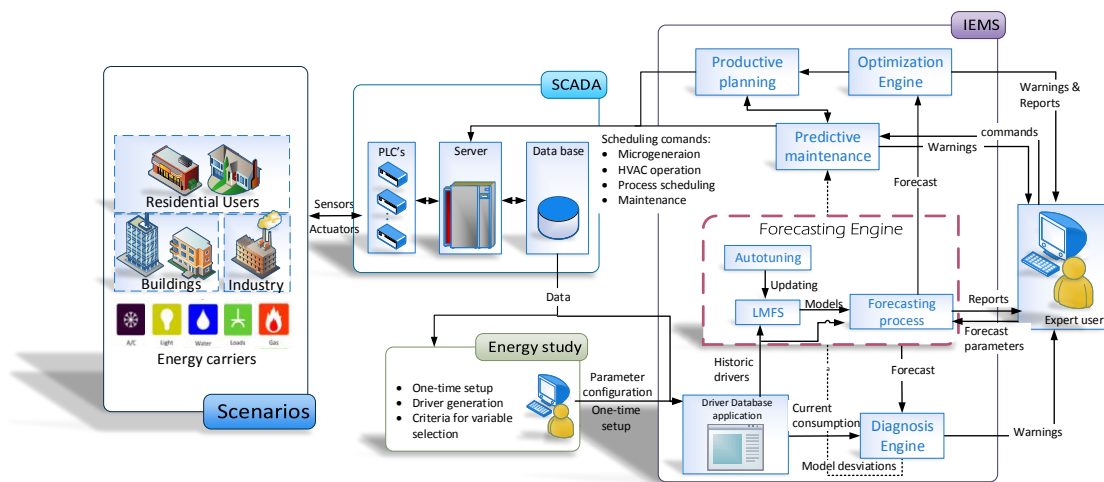 IEMS
SCADA
Productive
planning
Optimization
Engine
Warnings &
Reports
PLC's
Server
Data base
Scheduling comands:
Microgeneraion
HVAC operation
Process scheduling
Maintenance
Predictive
maintenance
commands
Warnings
Forecast
Residential Users
Sensors
Actuators
Buildings
Industry
A/C
Light
Water
Loads
Gas
Energy carriers
Scenarios
Forecasting Engine
Autotuning
Updating
LMFS
Models
Forecasting
process
Reports
Expert user
Forecast
parameters
Data
Energy study
One-time setup
Driver generation
Criteria for variable
selection
Parameter
configuration
One-time
setup
Historic
drivers
Forecast
Driver Database
application
Current
consumption
Diagnosis
Engine
Warnings
Model desviations